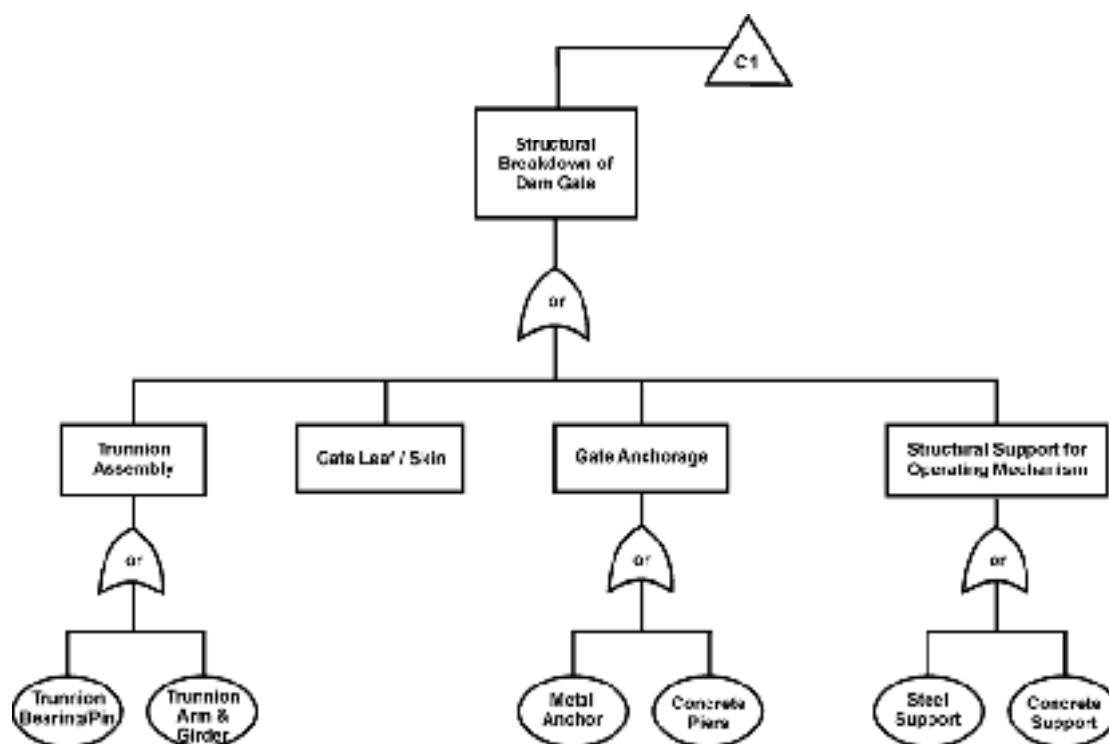 C1
Structural
Breakdown of
Dam Gate
or
Trunnion
Assembly
Gate Leaf / Skin
Gate Anchorage
Structural Support for
Operating Mechanism
or
or
or
Trunnion
Bearing/Pin
Trunnion
Arm &
Girder
Metal
Anchor
Concrete
Piers
Steel
Support
Concrete
Support